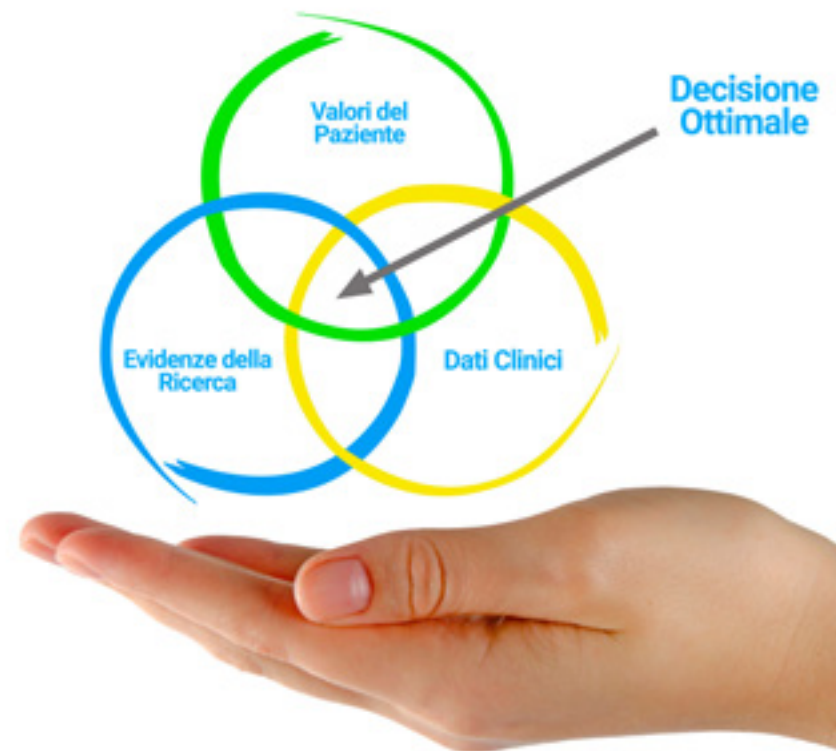 Valori del
Paziente
Decisione
Ottimale
Evidenze della
Ricerca
Dati Clinici